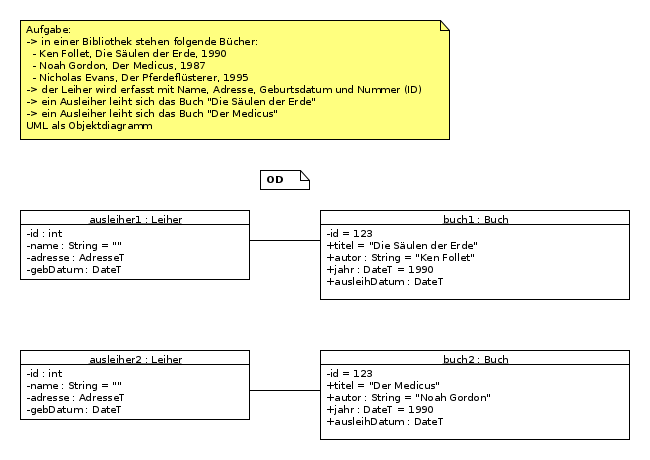 Aufgabe:
-> in einer Bibliothek stehen folgende Bücher:
- Ken Follet, Die Säulen der Erde, 1990
- Noah Gordon, Der Medicus, 1987
- Nicholas Evans, Der Pferdeflüsterer, 1995
-> der Leiher wird erfasst mit Name, Adresse, Geburtsdatum und Nummer (ID)
-> ein Ausleiher leiht sich das Buch "Die Säulen der Erde"
-> ein Ausleiher leiht sich das Buch "Der Medicus"
UML als Objektdiagramm
OD
ausleiher1 : Leiher
-id : int
-name : String = ""
-adresse : AdresseT
-gebDatum : DateT
buch1 : Buch
-id = 123
+titel = "Die Säulen der Erde"
+autor : String = "Ken Follet"
+jahr : DateT = 1990
+ausleihDatum : DateT
ausleiher2 : Leiher
-id : int
-name : String = ""
-adresse : AdresseT
-gebDatum : DateT
buch2 : Buch
-id = 123
+titel = "Der Medicus"
+autor : String = "Noah Gordon"
+jahr : DateT = 1990
+ausleihDatum : DateT